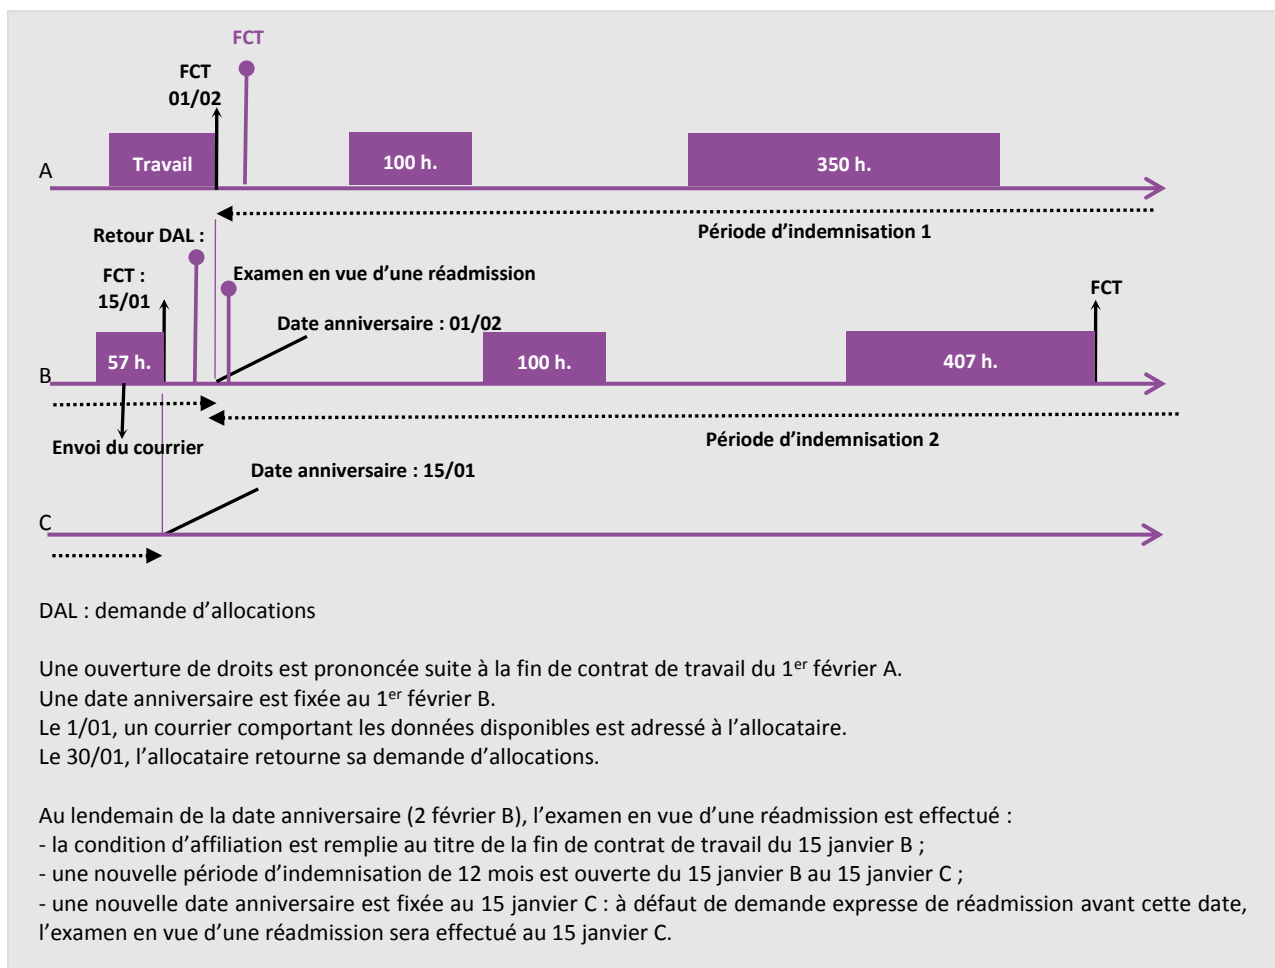 FCT
FCT
01/02
Travail
100 h.
350 h.
A
Période d'indemnisation 1
Retour DAL :
FCT :
15/01
Examen en vue d'une réadmission
FCT
Date anniversaire : 01/02
57 h.
100 h.
407 h.
B
Envoi du courrier
Période d'indemnisation 2
Date anniversaire : 15/01
C
DAL : demande d'allocations
Une ouverture de droits est prononcée suite à la fin de contrat de travail du 1er février A.
Une date anniversaire est fixée au 1er février B.
Le 1/01, un courrier comportant les données disponibles est adressé à l'allocataire.
Le 30/01, l'allocataire retourne sa demande d'allocations.
Au lendemain de la date anniversaire (2 février B), l'examen en vue d'une réadmission est effectué :
- la condition d'affiliation est remplie au titre de la fin de contrat de travail du 15 janvier B ;
- une nouvelle période d'indemnisation de 12 mois est ouverte du 15 janvier B au 15 janvier C ;
- une nouvelle date anniversaire est fixée au 15 janvier C : à défaut de demande expresse de réadmission avant cette date,
l'examen en vue d'une réadmission sera effectué au 15 janvier C.